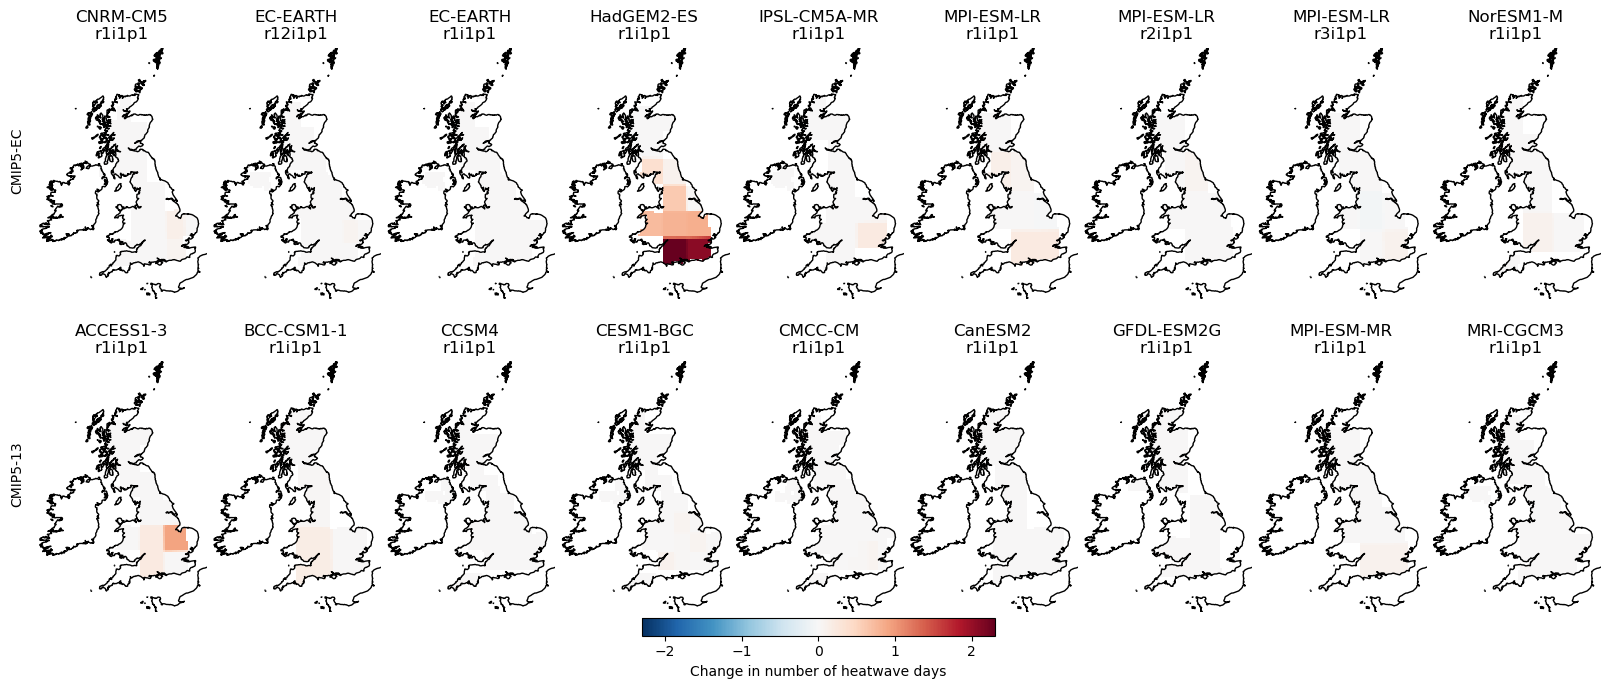 CNRM-CM5 EC-EARTH EC-EARTH HadGEM2-ES IPSL-CM5A-MR MPI-ESM-LR MPI-ESM-LR MPI-ESM-LR NorESM1-M
r1i1p1 r12i1p1 r1i1p1 r1i1p1 r1i1p1 r1i1p1 r2i1p1 r3i1p1 r1i1p1
CMIP5-EC
ACCESS1-3 BCC-CSM1-1 CCSM4 CESM1-BGC CMCC-CM CanESM2 GFDL-ESM2G MPI-ESM-MR MRI-CGCM3
r1i1p1 r1i1p1 r1i1p1 r1i1p1 r1i1p1 r1i1p1 r1i1p1 r1i1p1 r1i1p1
CMIP5-13
−2 −1 0 1 2
Change in number of heatwave days